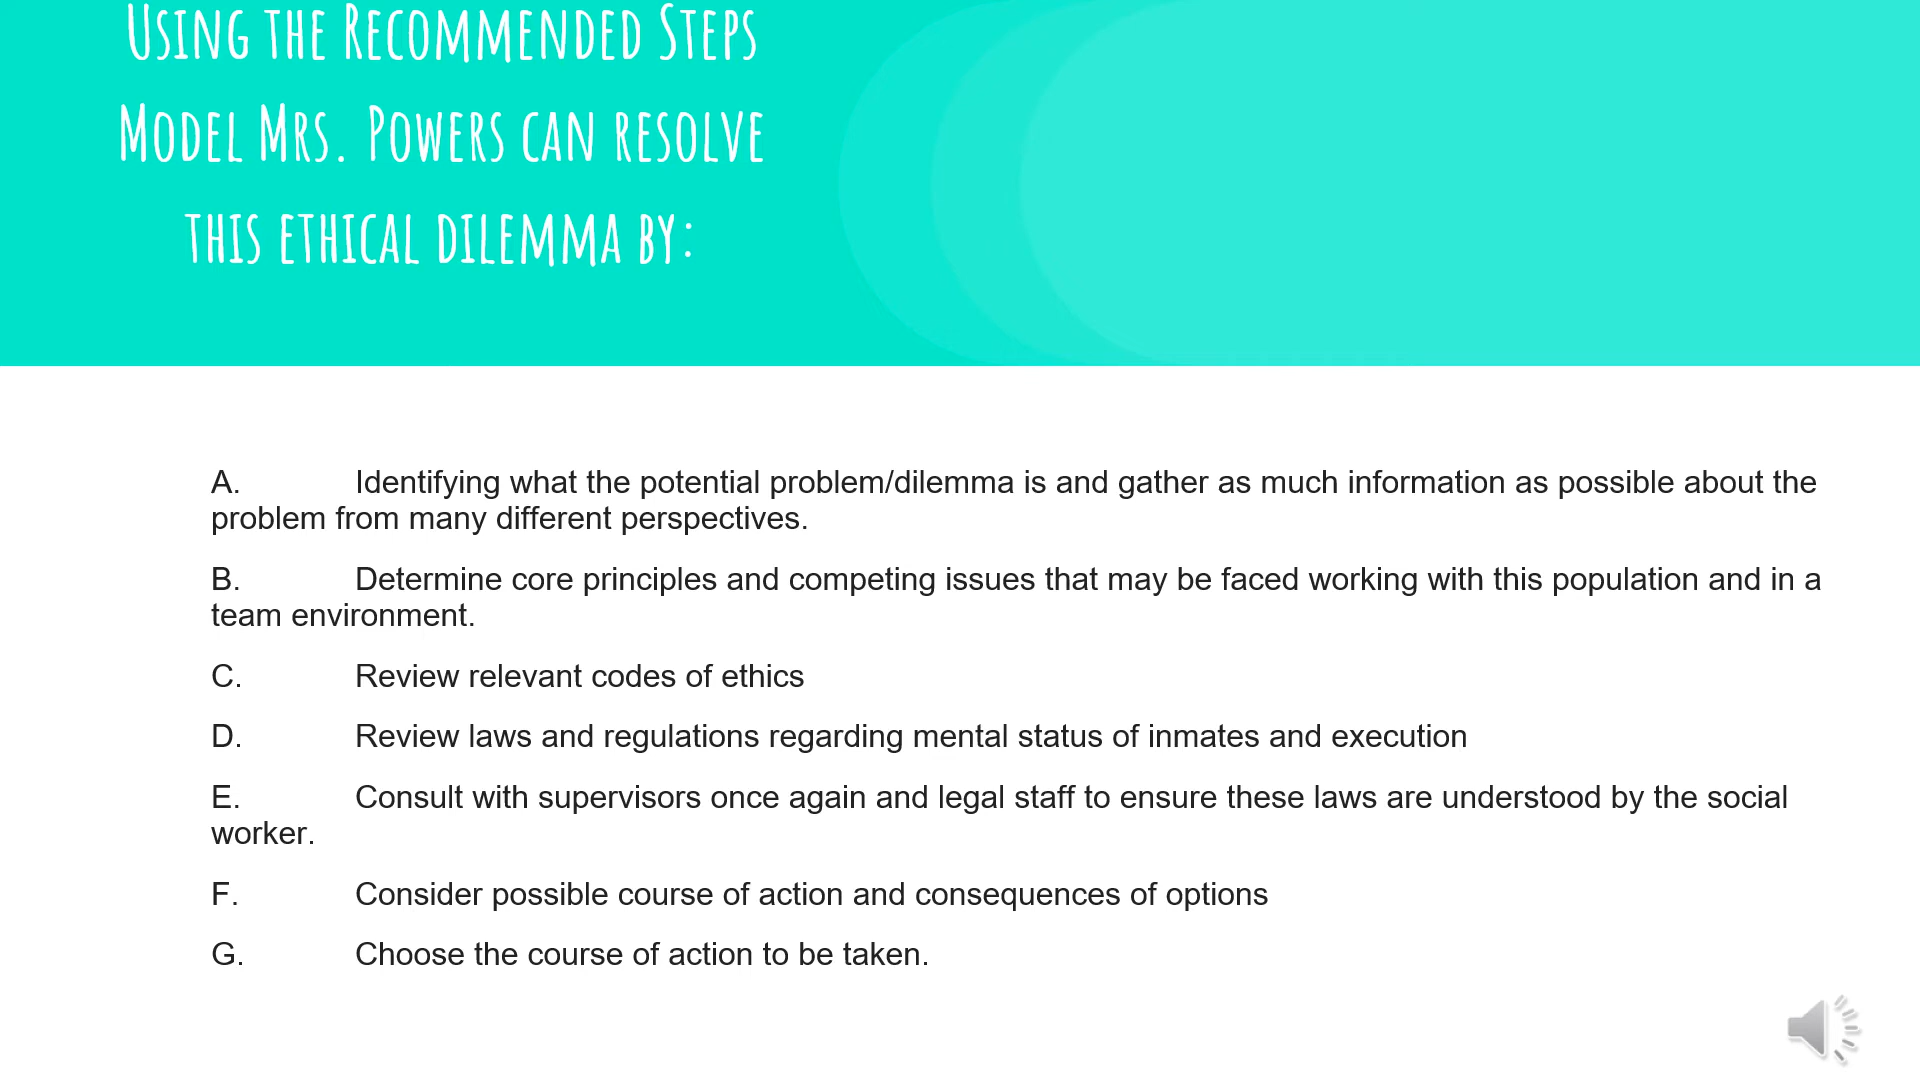 Using the Recommended Steps
Model Mrs. Powers can resolve
this ethical dilemma by:
A. Identifying what the potential problem/dilemma is and gather as much information as possible about the
problem from many different perspectives.
B. Determine core principles and competing issues that may be faced working with this population and in a
team environment.
C. Review relevant codes of ethics
D. Review laws and regulations regarding mental status of inmates and execution
E. Consult with supervisors once again and legal staff to ensure these laws are understood by the social
worker.
F. Consider possible course of action and consequences of options
G. Choose the course of action to be taken.